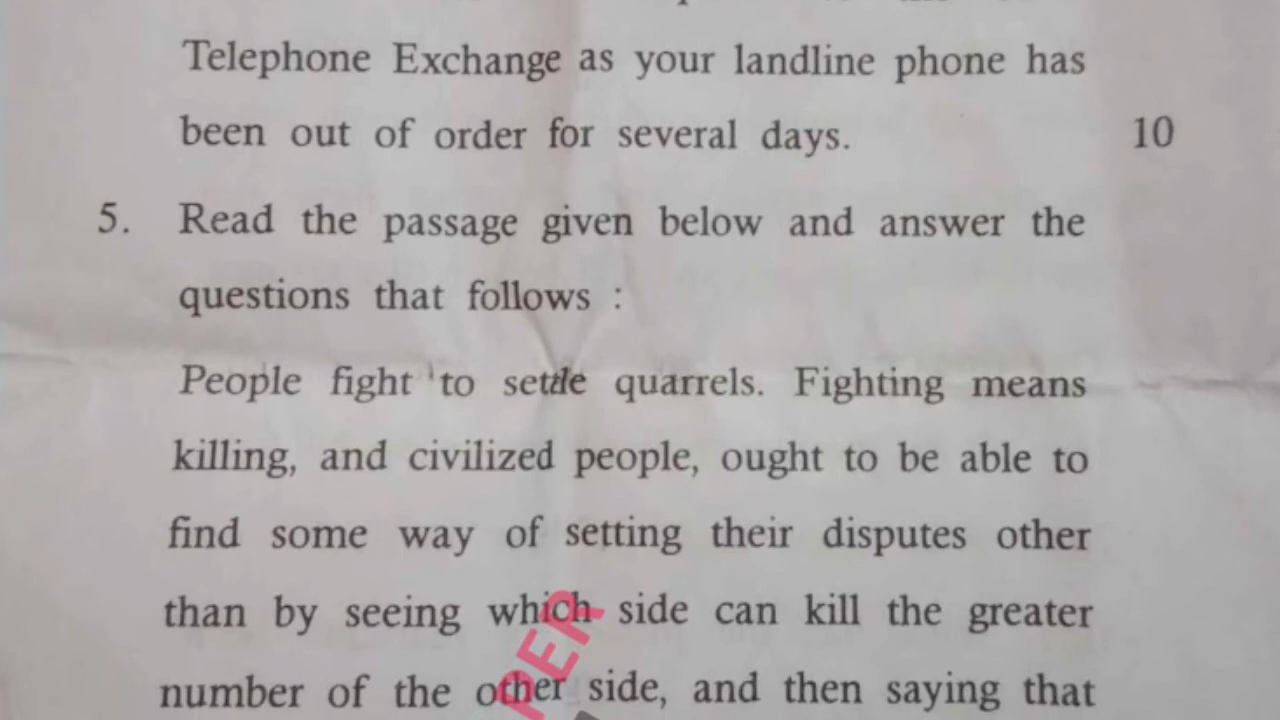 Telephone Exchange as your landline phone has
been out of order for several days. 10
5. Read the passage given below and answer the
questions that follows :
People fight to settle quarrels. Fighting means
killing, and civilized people, ought to be able to
find some way of setting their disputes other
than by seeing which side can kill the greater
number of the other side, and then saying that
PER